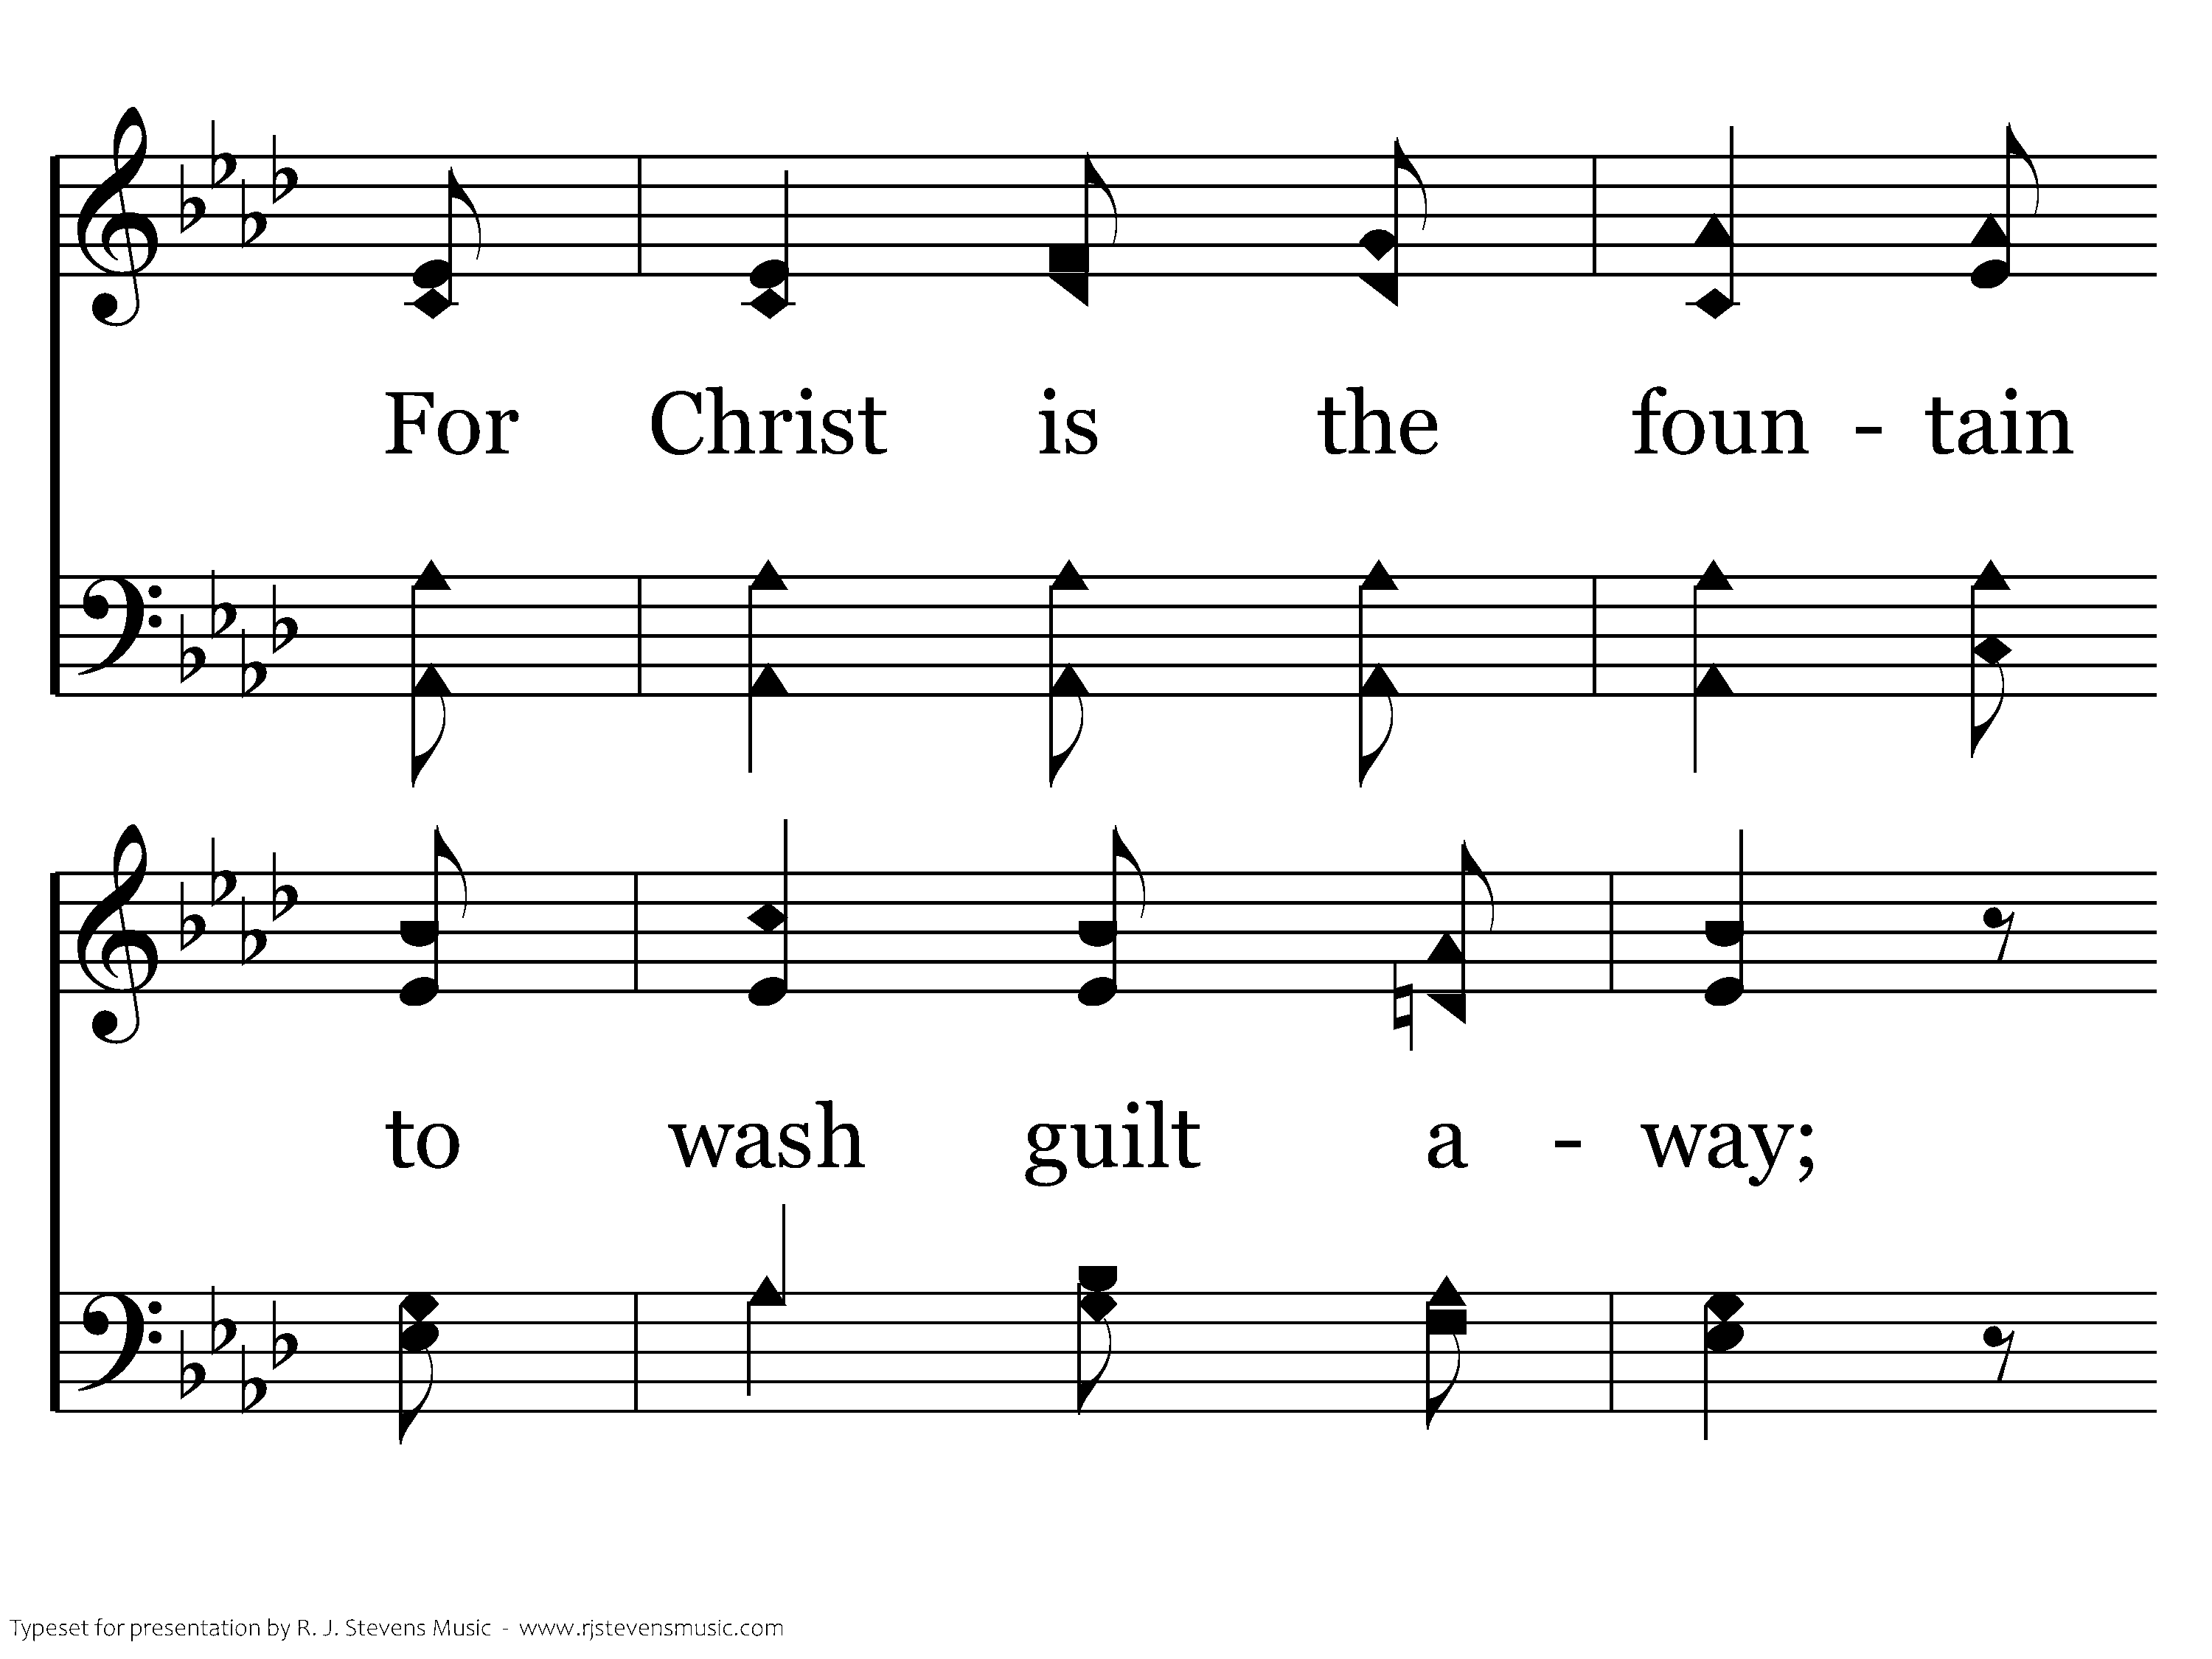 For Christ is the foun - tain
to wash guilt a - way;
Typeset for presentation by R. J. Stevens Music - www.rjstevensmusic.com